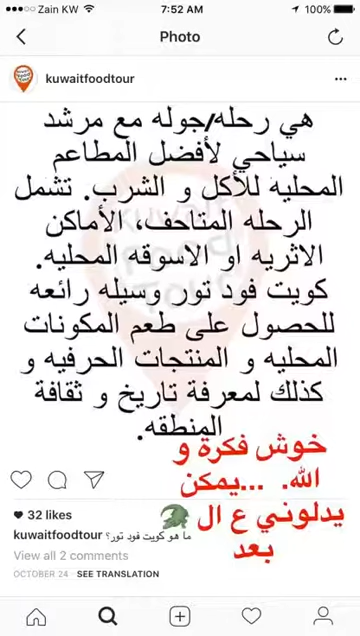 Zain KW
7:52 AM
100%
Photo
kuwaitfoodtour
هي رحله/جوله مع مرشد
سياحي لأفضل المطاعم
المحليه للأكل و الشرب. تشمل
الرحله المتاحف، الأماكن
الاثريه او الاسوقه المحليه.
كويت فود تور وسيله رائعه
للحصول على طعم المكونات
المحليه و المنتجات الحرفيه و
كذلك لمعرفة تاريخ و ثقافة
المنطقه.
خوش فكرة و
الله. ...يمكن
يدلوني ع ال
بعد
32 likes
kuwaitfoodtour ما هو كويت فود تور؟
View all 2 comments
OCTOBER 24 · SEE TRANSLATION